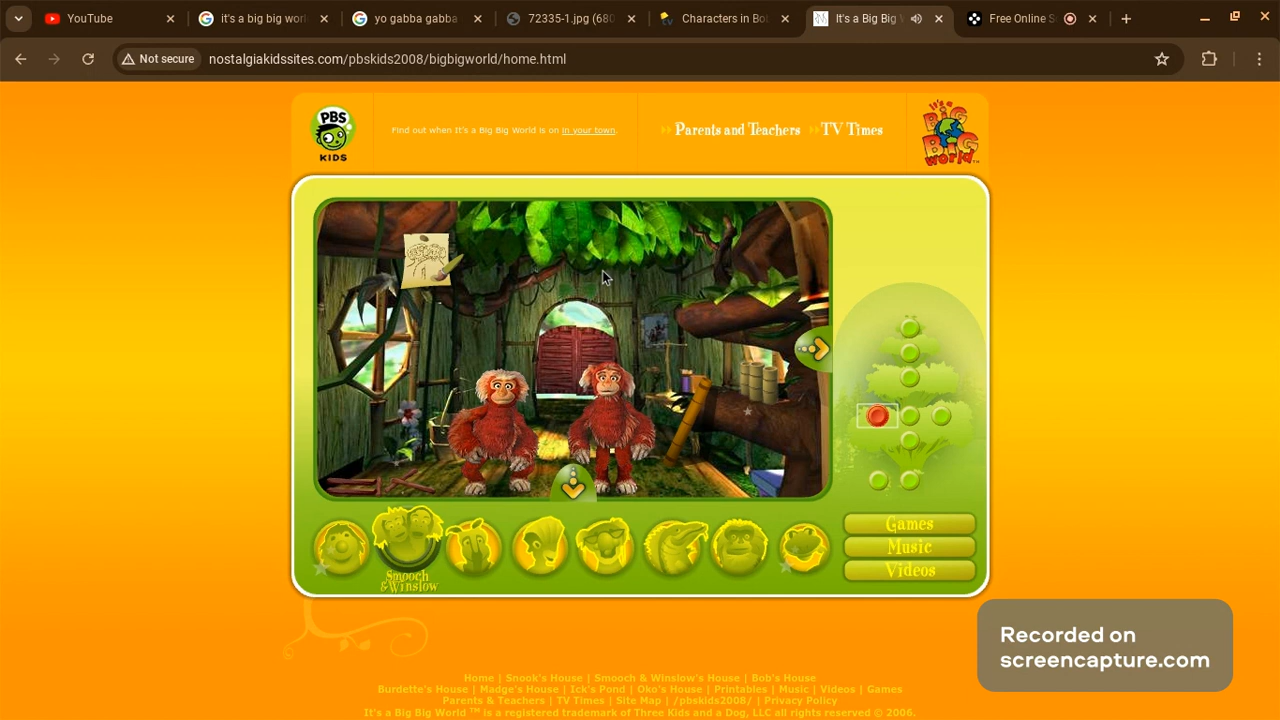 YouTube
it's a big big worl
yo gabba gabba
72335-1.jpg (680
Characters in Bo
It's a Big Big W
Free Online S
Not secure
nostalgiakidssites.com/pbskids2008/bigbigworld/home.html
PBS
KIDS
Find out when It's a Big Big World is on in your town.
Parents and Teachers
TV Times
It's a
BIG
BIG
World
Smooch
& Winslow
Games
Music
Videos
Recorded on
screencapture.com
Home | Snook's House | Smooch & Winslow's House | Bob's House
Burdette's House | Madge's House | Ick's Pond | Oko's House | Printables | Music | Videos | Games
Parents & Teachers | TV Times | Site Map | /pbskids2008/ | Privacy Policy
It's a Big Big World ™ is a registered trademark of Three Kids and a Dog, LLC all rights reserved © 2006.